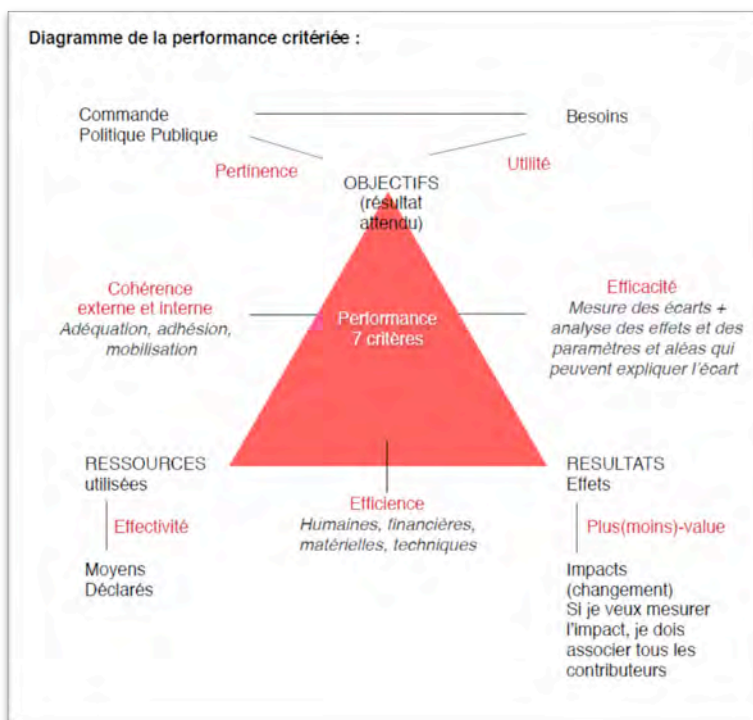 Diagramme de la performance critériée :
Commande
Politique Publique
Besoins
Pertinence
Utilité
OBJECTIFS
(résultat
attendu)
Cohérence
externe et interne
Adéquation, adhésion,
mobilisation
Performance
7 critères
Efficacité
Mesure des écarts +
analyse des effets et des
paramètres et aléas qui
peuvent expliquer l'écart
RESSOURCES
utilisées
Efficience
Humaines, financières,
matérielles, techniques
RESULTATS
Effets
Effectivité
Plus(moins)-value
Moyens
Déclarés
Impacts
(changement)
Si je veux mesurer
l'impact, je dois
associer tous les
contributeurs